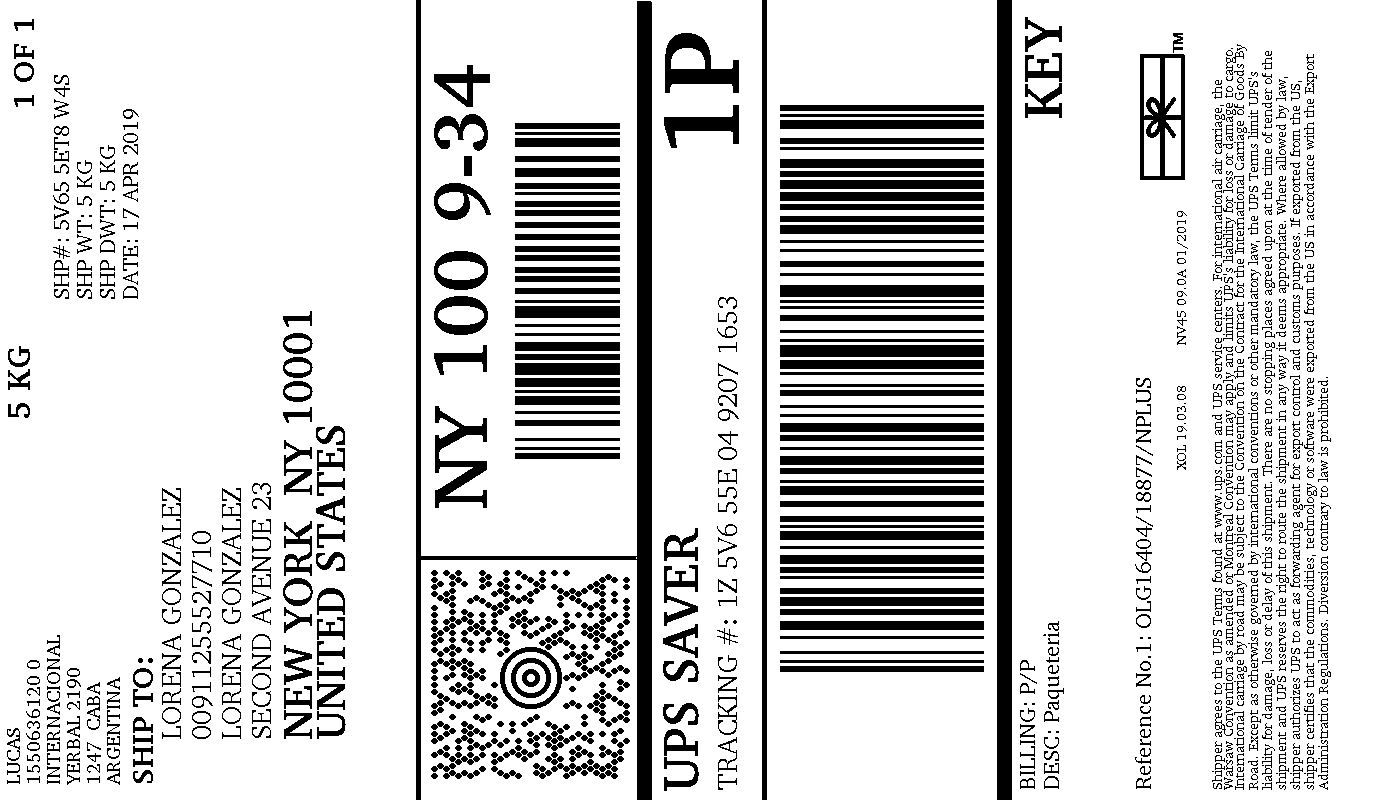 LUCAS
1550636120 0
INTERNACIONAL
YERBAL 2190
1247 CABA
ARGENTINA
5 KG
1 OF 1
SHP#: 5V65 5ET8 W4S
SHP WT: 5 KG
SHP DWT: 5 KG
DATE: 17 APR 2019
SHIP TO:
LORENA GONZALEZ
0091125552 7710
LORENA GONZALEZ
SECOND AVENUE 23
NEW YORK NY 10001
UNITED STATES
NY 100 9-34
UPS SAVER
1P
TRACKING #: 1Z 5V6 55E 04 9207 1653
BILLING: P/P
DESC: Paqueteria
KEY
Reference No.1: OLG16404/18877/NPLUS
XOL 19.03.08 NV45 09.0A 01/2019
TM
Shipper agrees to the UPS Terms found at www.ups.com and UPS service centers. For international air carriage, the
Warsaw Convention as amended or Montreal Convention may apply and limits UPS's liability for loss or damage to cargo.
International carriage by road may be subject to the Convention on the Contract for the International Carriage of Goods By
Road. Except as otherwise governed by international conventions or other mandatory law, the UPS Terms limit UPS's
liability for damage, loss or delay of this shipment. There are no stopping places agreed upon at the time of tender of the
shipment and UPS reserves the right to route the shipment in any way it deems appropriate. Where allowed by law,
shipper authorizes UPS to act as forwarding agent for export control and customs purposes. If exported from the US,
shipper certifies that the commodities, technology or software were exported from the US in accordance with the Export
Administration Regulations. Diversion contrary to law is prohibited.